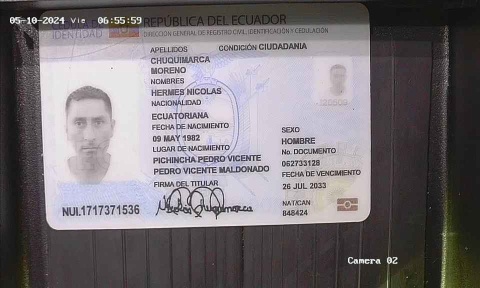 05-10-2024 Vie 06:55:59
REPÚBLICA DEL ECUADOR
DIRECCIÓN GENERAL DE REGISTRO CIVIL, IDENTIFICACIÓN Y CEDULACIÓN
IDENTIDAD
APELLIDOS CONDICIÓN CIUDADANIA
CHUQUIMARCA
MORENO
NOMBRES
HERMES NICOLAS
NACIONALIDAD
ECUATORIANA
FECHA DE NACIMIENTO
09 MAY 1982
LUGAR DE NACIMIENTO
PICHINCHA PEDRO VICENTE
PEDRO VICENTE MALDONADO
FIRMA DEL TITULAR
SEXO
HOMBRE
No. DOCUMENTO
062733128
FECHA DE VENCIMIENTO
26 JUL 2033
NAT/CAN
848424
NUI.1717371536
Camera 02